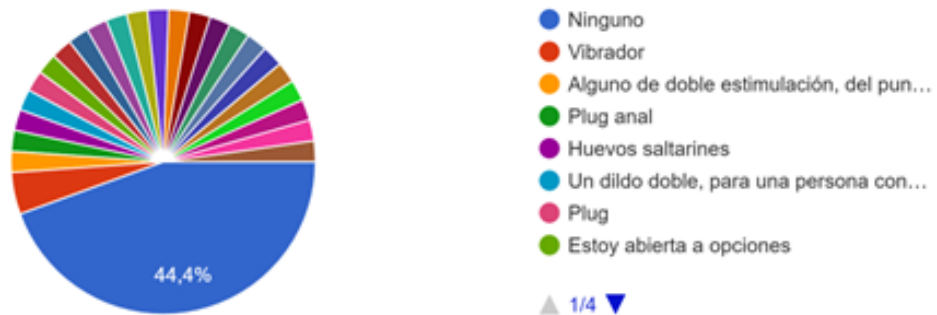 Ninguno
Vibrador
Alguno de doble estimulación, del pun...
Plug anal
Huevos saltarines
Un dildo doble, para una persona con...
Plug
Estoy abierta a opciones
44,4%
1/4